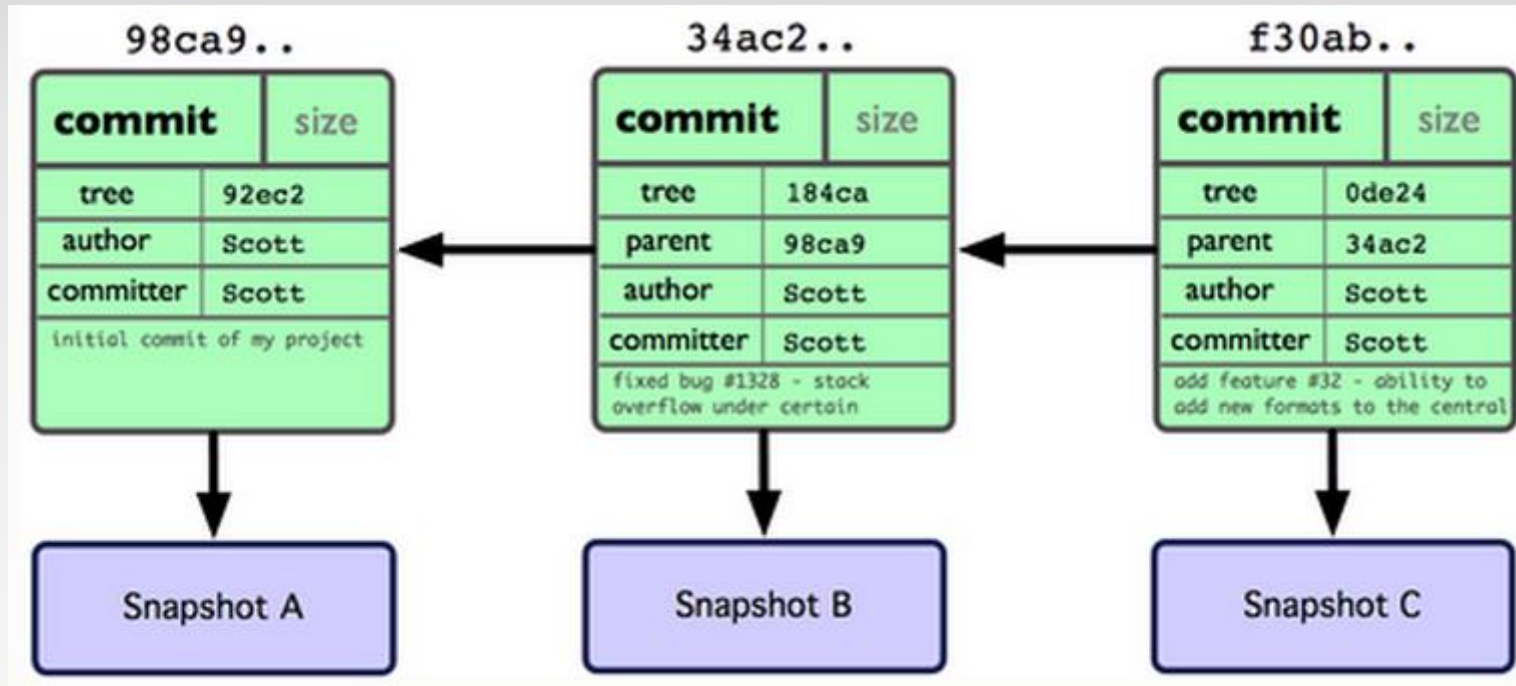 98ca9..
commit size
tree 92ec2
author Scott
committer Scott
initial commit of my project
Snapshot A
34ac2..
commit size
tree 184ca
parent 98ca9
author Scott
committer Scott
fixed bug #1328 - stack
overflow under certain
Snapshot B
f30ab..
commit size
tree 0de24
parent 34ac2
author Scott
committer Scott
add feature #32 - ability to
add new formats to the central
Snapshot C